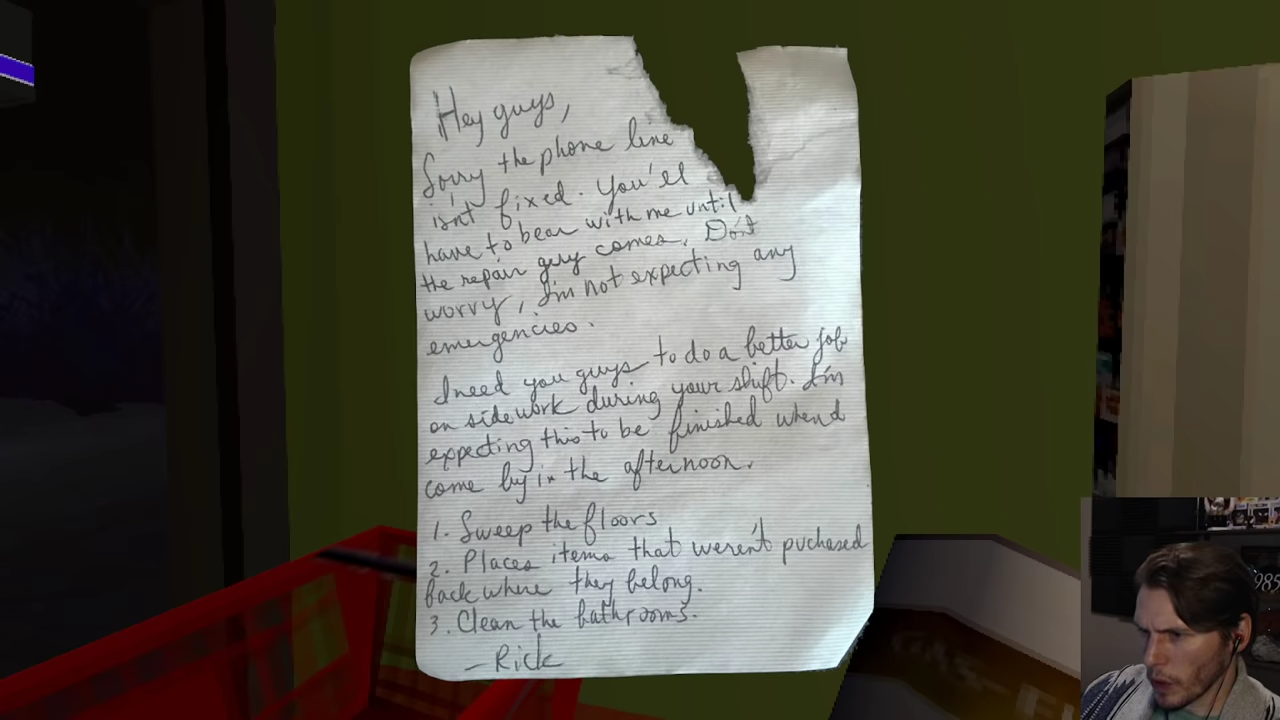 Hey guys,
Sorry the phone line
isn't fixed. You'll
have to bear with me until
the repair guy comes. Don't
worry, I'm not expecting any
emergencies.
I need you guys to do a better job
on sidework during your shift. I'm
expecting this to be finished when I
come by in the afternoon.
1. Sweep the floors
2. Places items that weren't puchased
back where they belong.
3. Clean the bathrooms.
—Rick
985